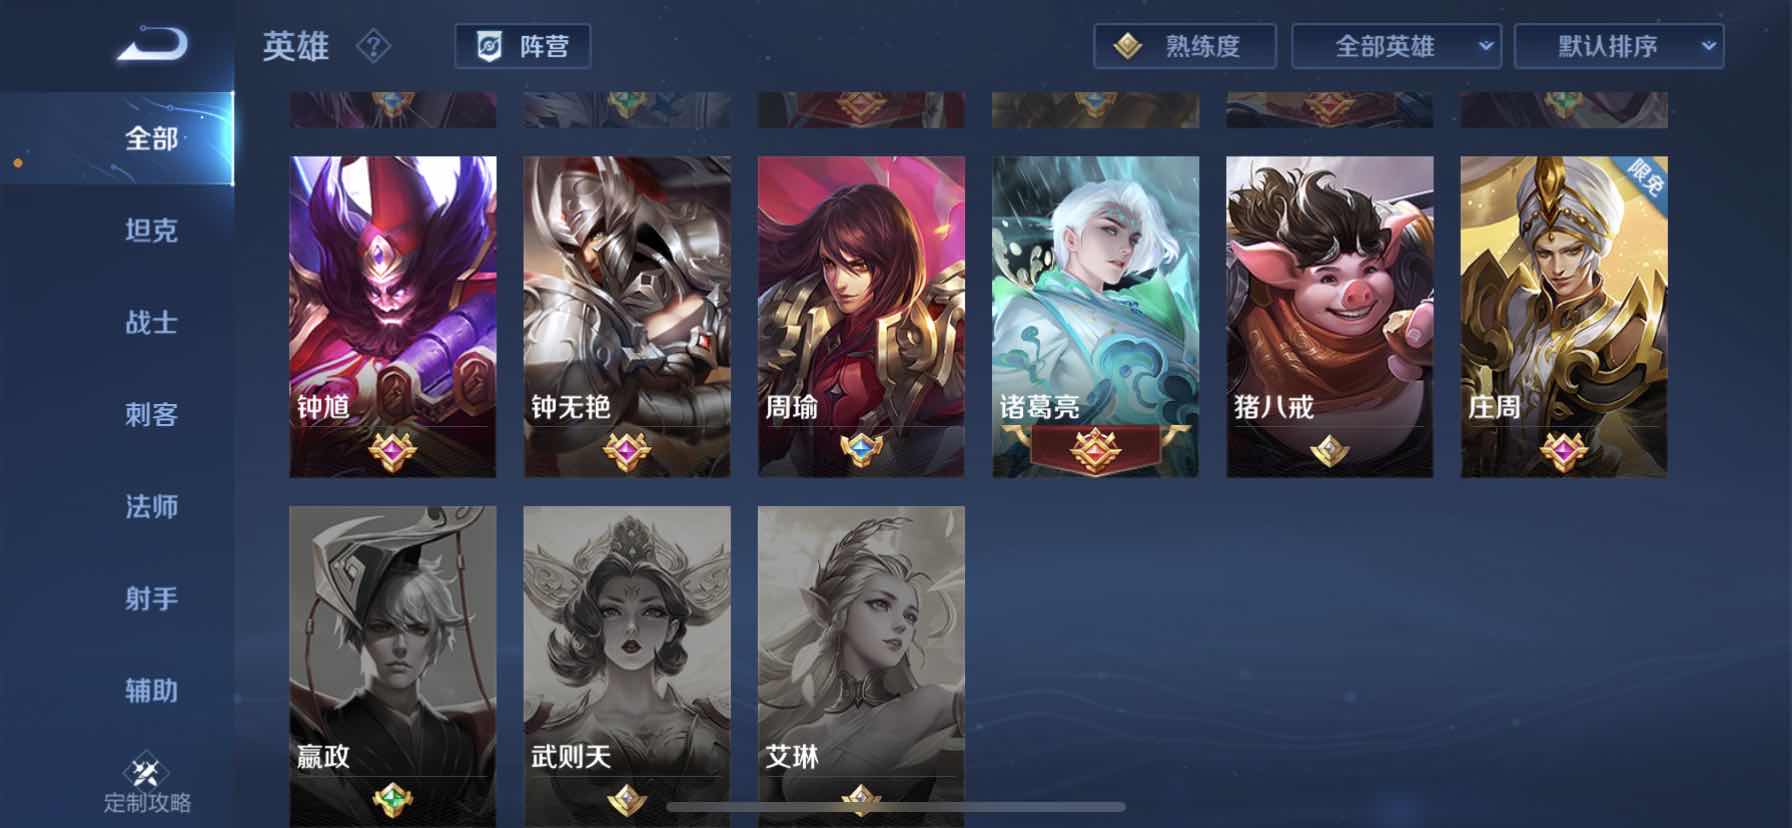 英雄
?
阵营
熟练度
全部英雄
默认排序
全部
坦克
战士
刺客
法师
射手
辅助
定制攻略
钟馗
钟无艳
周瑜
诸葛亮
猪八戒
限免
庄周
嬴政
武则天
艾琳